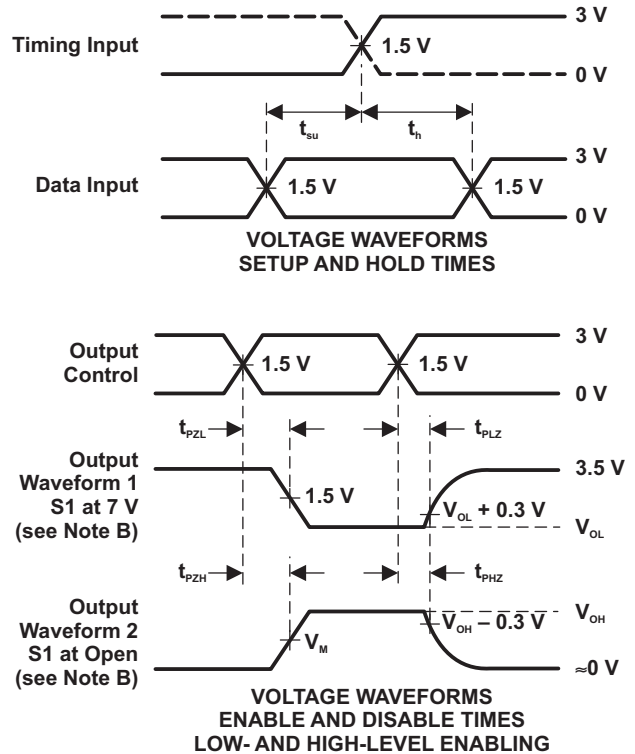 Timing Input
3 V
1.5 V
0 V
tsu
th
Data Input
3 V
1.5 V
1.5 V
0 V
VOLTAGE WAVEFORMS
SETUP AND HOLD TIMES
Output
Control
3 V
1.5 V
1.5 V
0 V
tPZL
tPLZ
Output
Waveform 1
S1 at 7 V
(see Note B)
3.5 V
1.5 V
VOL + 0.3 V
VOL
tPZH
tPHZ
Output
Waveform 2
S1 at Open
(see Note B)
VOH
VOH – 0.3 V
VM
≈0 V
VOLTAGE WAVEFORMS
ENABLE AND DISABLE TIMES
LOW- AND HIGH-LEVEL ENABLING